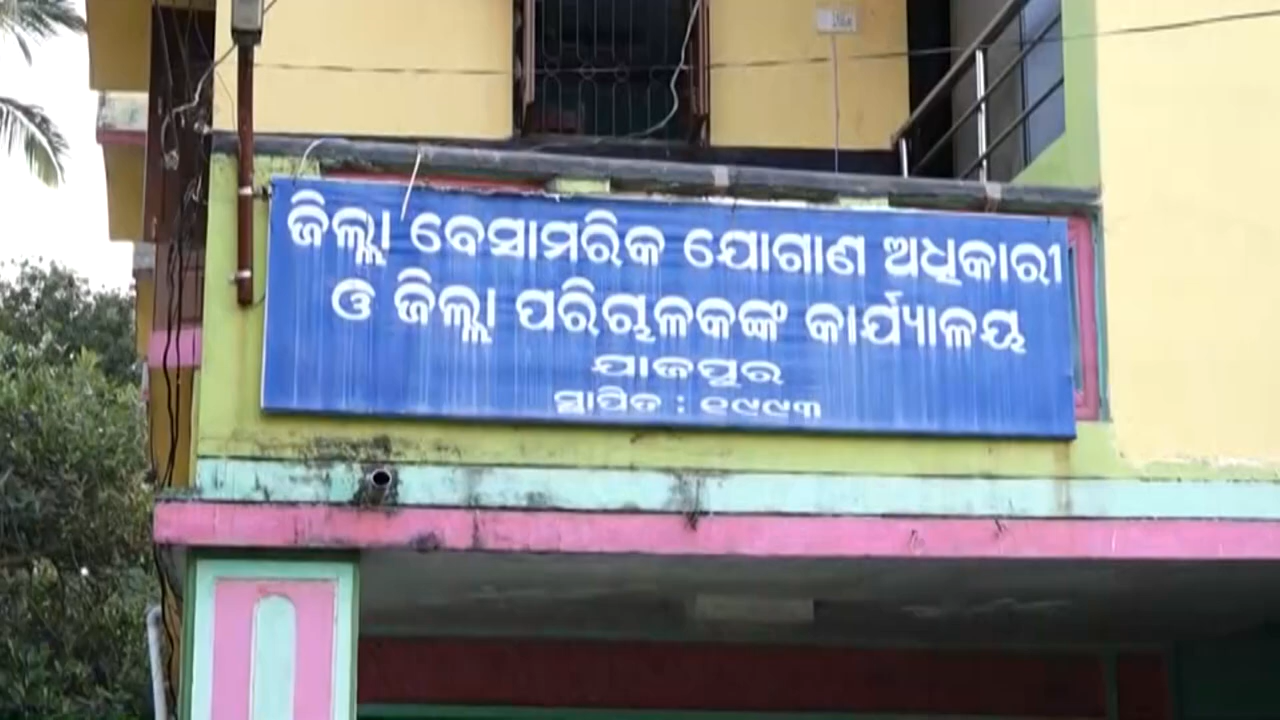 ଜିଲ୍ଲା ବେସାମରିକ ଯୋଗାଣ ଅଧିକାରୀ
ଓ ଜିଲ୍ଲା ପରିଚାଳକଙ୍କ କାର୍ଯ୍ୟାଳୟ
ଯାଜପୁର
ସ୍ଥାପିତ : ୧୯୯୩